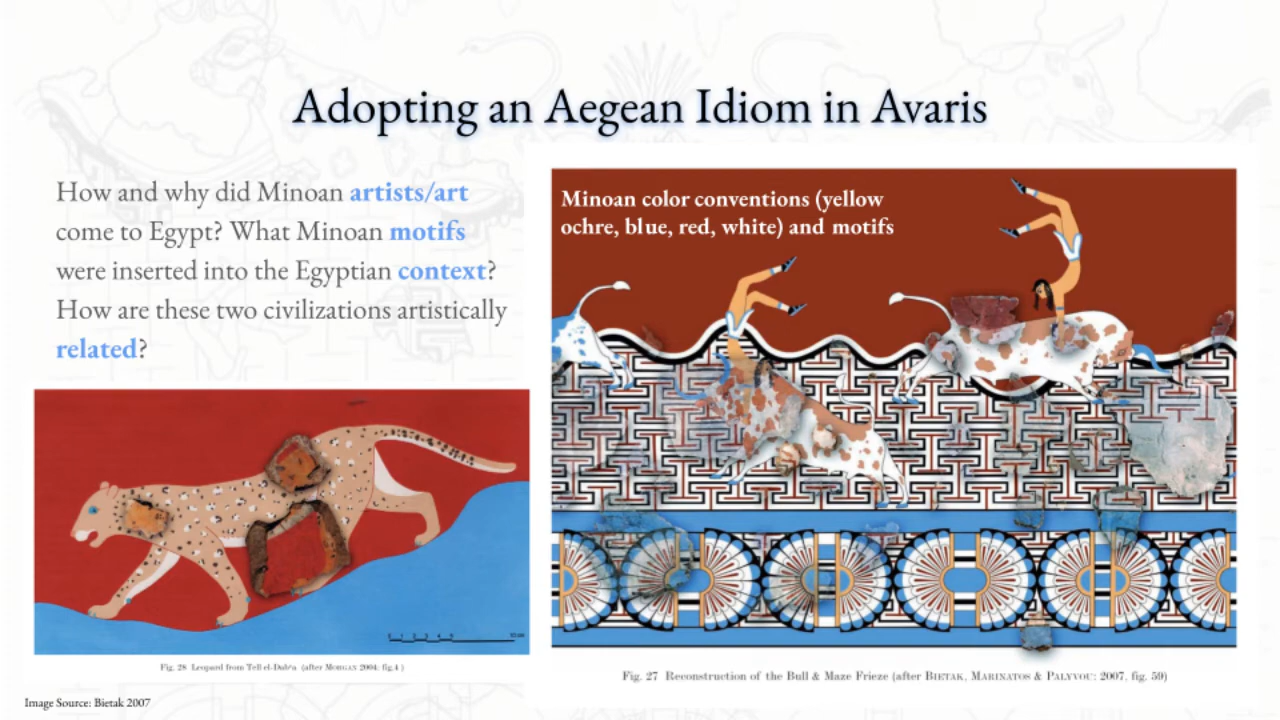 Adopting an Aegean Idiom in Avaris
How and why did Minoan artists/art
come to Egypt? What Minoan motifs
were inserted into the Egyptian context?
How are these two civilizations artistically
related?
Minoan color conventions (yellow
ochre, blue, red, white) and motifs
Fig. 28 Leopard from Tell el-Dabᶜa (after MORGAN 2004: fig.4 )
Fig. 27 Reconstruction of the Bull & Maze Frieze (after BIETAK, MARINATOS & PALYVOU: 2007, fig. 59)
Image Source: Bietak 2007